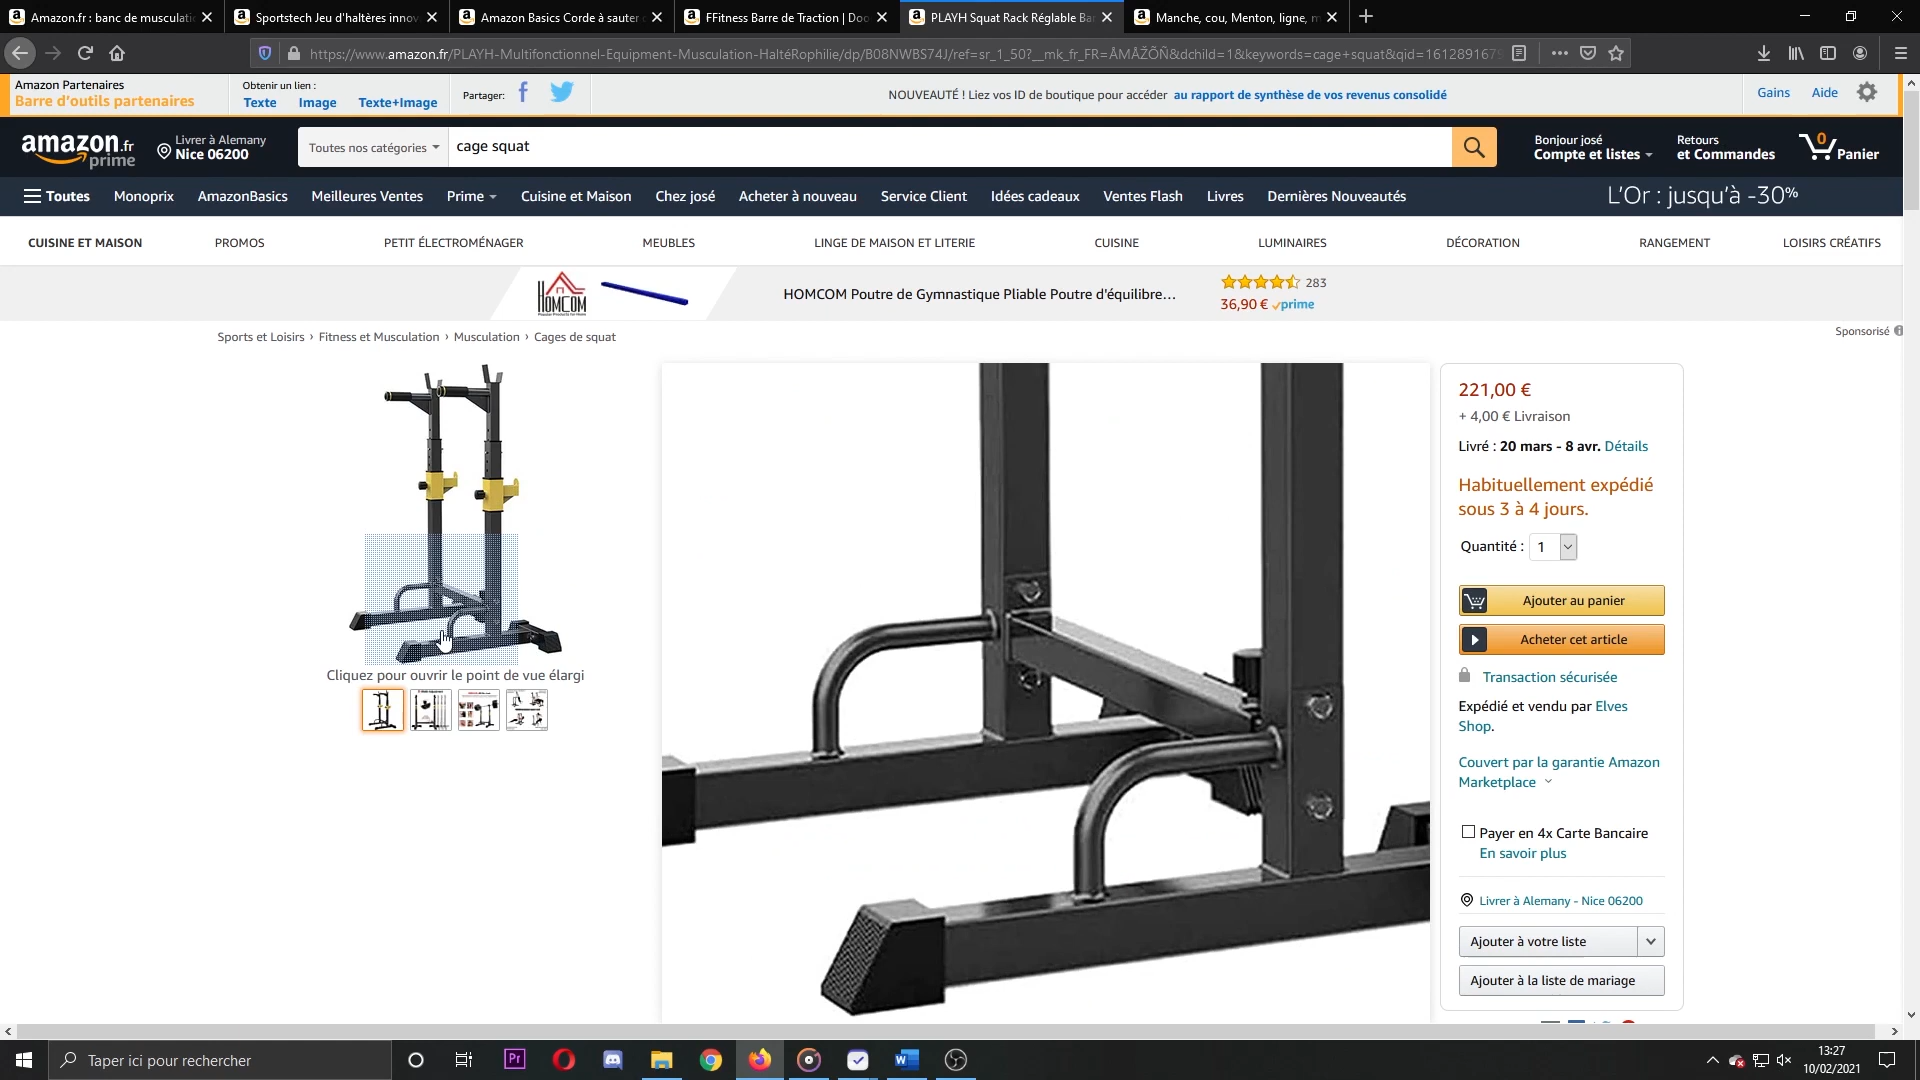 Amazon.fr : banc de musculatio
Sportstech Jeu d'haltères innov
Amazon Basics Corde à sauter
FFitness Barre de Traction | Doo
PLAYH Squat Rack Réglable Ba
Manche, cou, Menton, ligne, m
https://www.amazon.fr/PLAYH-Multifonctionnel-Equipment-Musculation-HaltéRophilie/dp/B08NWBS74J/ref=sr_1_50?__mk_fr_FR=ÅMÅŽÕÑ&dchild=1&keywords=cage+squat&qid=161289167
Amazon Partenaires
Barre d'outils partenaires
Obtenir un lien :
Texte Image Texte+Image
Partager:
NOUVEAUTÉ ! Liez vos ID de boutique pour accéder au rapport de synthèse de vos revenus consolidé
Gains Aide
amazon.fr
prime
Livrer à Alemany
Nice 06200
Toutes nos catégories
cage squat
Bonjour josé
Compte et listes
Retours
et Commandes
0
Panier
Toutes Monoprix AmazonBasics Meilleures Ventes Prime Cuisine et Maison Chez josé Acheter à nouveau Service Client Idées cadeaux Ventes Flash Livres Dernières Nouveautés L'Or : jusqu'à -30%
CUISINE ET MAISON PROMOS PETIT ÉLECTROMÉNAGER MEUBLES LINGE DE MAISON ET LITERIE CUISINE LUMINAIRES DÉCORATION RANGEMENT LOISIRS CRÉATIFS
HOMCOM
HOMCOM Poutre de Gymnastique Pliable Poutre d'équilibre…
283
36,90 € prime
Sponsorisé
Sports et Loisirs › Fitness et Musculation › Musculation › Cages de squat
Cliquez pour ouvrir le point de vue élargi
221,00 €
+ 4,00 € Livraison
Livré : 20 mars - 8 avr. Détails
Habituellement expédié
sous 3 à 4 jours.
Quantité : 1
Ajouter au panier
Acheter cet article
Transaction sécurisée
Expédié et vendu par Elves
Shop.
Couvert par la garantie Amazon
Marketplace
Payer en 4x Carte Bancaire
En savoir plus
Livrer à Alemany - Nice 06200
Ajouter à votre liste
Ajouter à la liste de mariage
Taper ici pour rechercher
Pr
13:27
10/02/2021